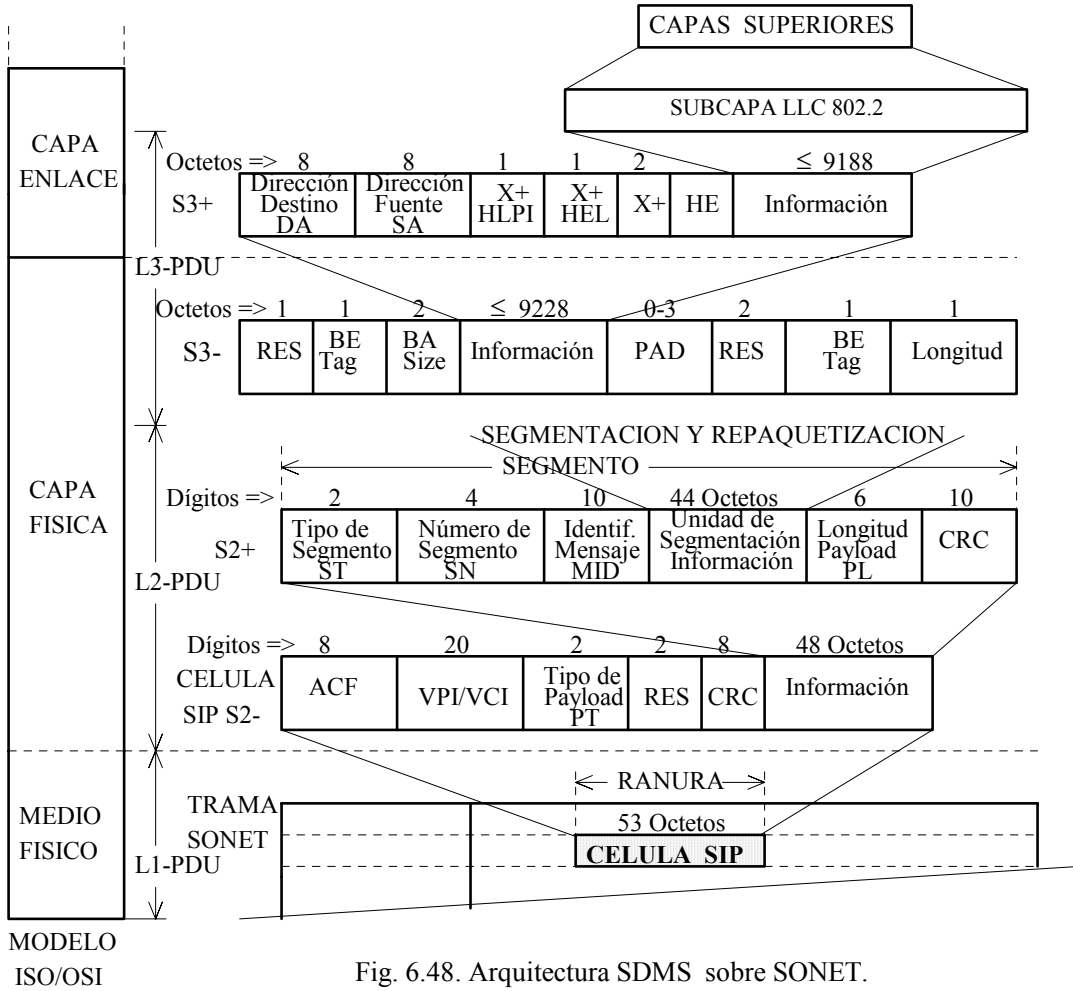 CAPAS SUPERIORES
SUBCAPA LLC 802.2
CAPA
ENLACE
Octetos => 8 8 1 1 2 ≤ 9188
S3+
Dirección
Destino
DA
Dirección
Fuente
SA
X+
HLPI
X+
HEL
X+
HE
Información
L3-PDU
Octetos => 1 1 2 ≤ 9228 0-3 2 1 1
S3-
RES
BE
Tag
BA
Size
Información
PAD
RES
BE
Tag
Longitud
SEGMENTACION Y REPAQUETIZACION
SEGMENTO
CAPA
FISICA
Dígitos => 2 4 10 44 Octetos 6 10
S2+
Tipo de
Segmento
ST
Número de
Segmento
SN
Identif.
Mensaje
MID
Unidad de
Segmentación
Información
Longitud
Payload
PL
CRC
L2-PDU
Dígitos => 8 20 2 2 8 48 Octetos
CELULA
SIP S2-
ACF
VPI/VCI
Tipo de
Payload
PT
RES
CRC
Información
RANURA
MEDIO
FISICO
TRAMA
SONET
53 Octetos
CELULA SIP
L1-PDU
MODELO
ISO/OSI
Fig. 6.48. Arquitectura SDMS sobre SONET.